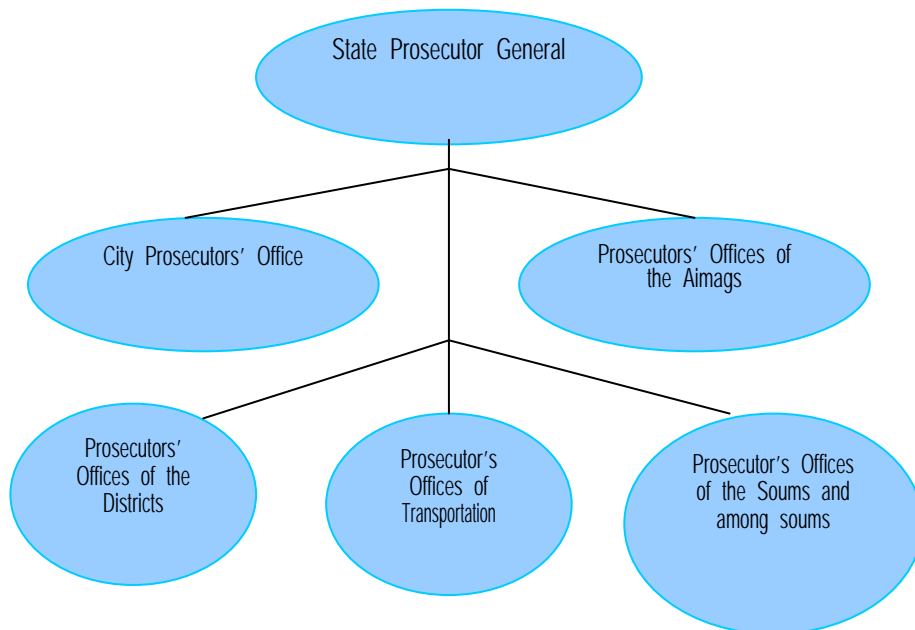 State Prosecutor General
City Prosecutors' Office
Prosecutors' Offices of
the Aimags
Prosecutors'
Offices of the
Districts
Prosecutor's
Offices of
Transportation
Prosecutor's Offices
of the Soums and
among soums